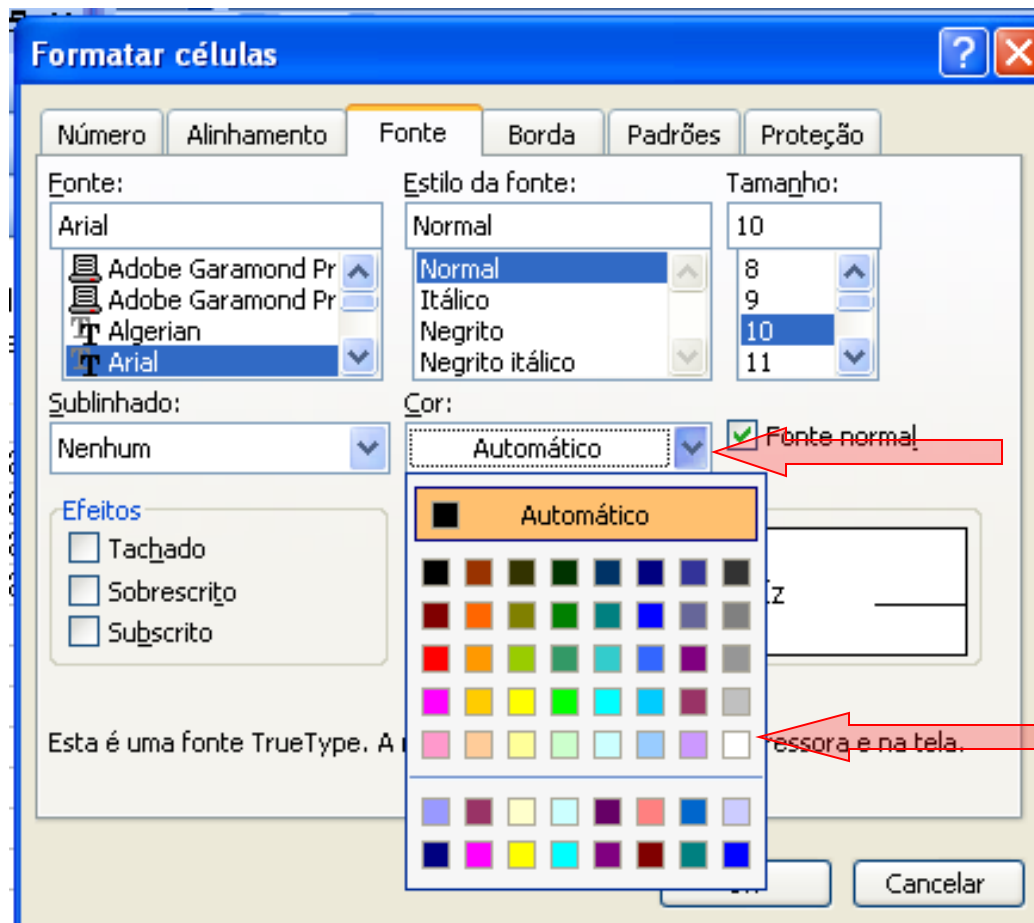 Formatar células
Número Alinhamento Fonte Borda Padrões Proteção
Fonte: Estilo da fonte: Tamanho:
Arial Normal 10
Adobe Garamond Pr Normal 8
Adobe Garamond Pr Itálico 9
Algerian Negrito 10
Arial Negrito itálico 11
Sublinhado: Cor:
Nenhum Automático Fonte normal
Efeitos Automático
Tachado
Sobrescrito
Subscrito
Esta é uma fonte TrueType. A e na tela.
Cancelar